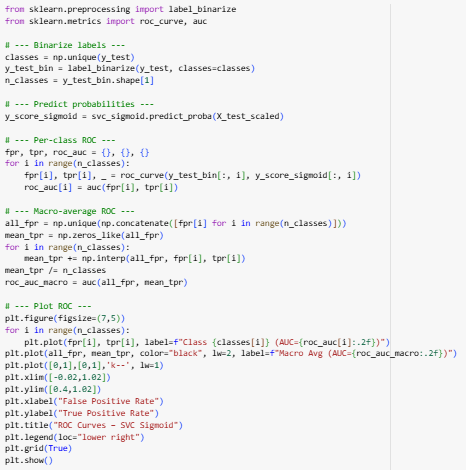 from sklearn.preprocessing import label_binarize
from sklearn.metrics import roc_curve, auc
# --- Binarize labels ---
classes = np.unique(y_test)
y_test_bin = label_binarize(y_test, classes=classes)
n_classes = y_test_bin.shape[1]
# --- Predict probabilities ---
y_score_sigmoid = svc_sigmoid.predict_proba(X_test_scaled)
# --- Per-class ROC ---
fpr, tpr, roc_auc = {}, {}, {}
for i in range(n_classes):
    fpr[i], tpr[i], _ = roc_curve(y_test_bin[:, i], y_score_sigmoid[:, i])
    roc_auc[i] = auc(fpr[i], tpr[i])
# --- Macro-average ROC ---
all_fpr = np.unique(np.concatenate([fpr[i] for i in range(n_classes)]))
mean_tpr = np.zeros_like(all_fpr)
for i in range(n_classes):
    mean_tpr += np.interp(all_fpr, fpr[i], tpr[i])
mean_tpr /= n_classes
roc_auc_macro = auc(all_fpr, mean_tpr)
# --- Plot ROC ---
plt.figure(figsize=(7,5))
for i in range(n_classes):
    plt.plot(fpr[i], tpr[i], label=f"Class {classes[i]} (AUC={roc_auc[i]:.2f})")
plt.plot(all_fpr, mean_tpr, color="black", lw=2, label=f"Macro Avg (AUC={roc_auc_macro:.2f})")
plt.plot([0,1],[0,1],'k--', lw=1)
plt.xlim([-0.02,1.02])
plt.ylim([0.4,1.02])
plt.xlabel("False Positive Rate")
plt.ylabel("True Positive Rate")
plt.title("ROC Curves – SVC Sigmoid")
plt.legend(loc="lower right")
plt.grid(True)
plt.show()